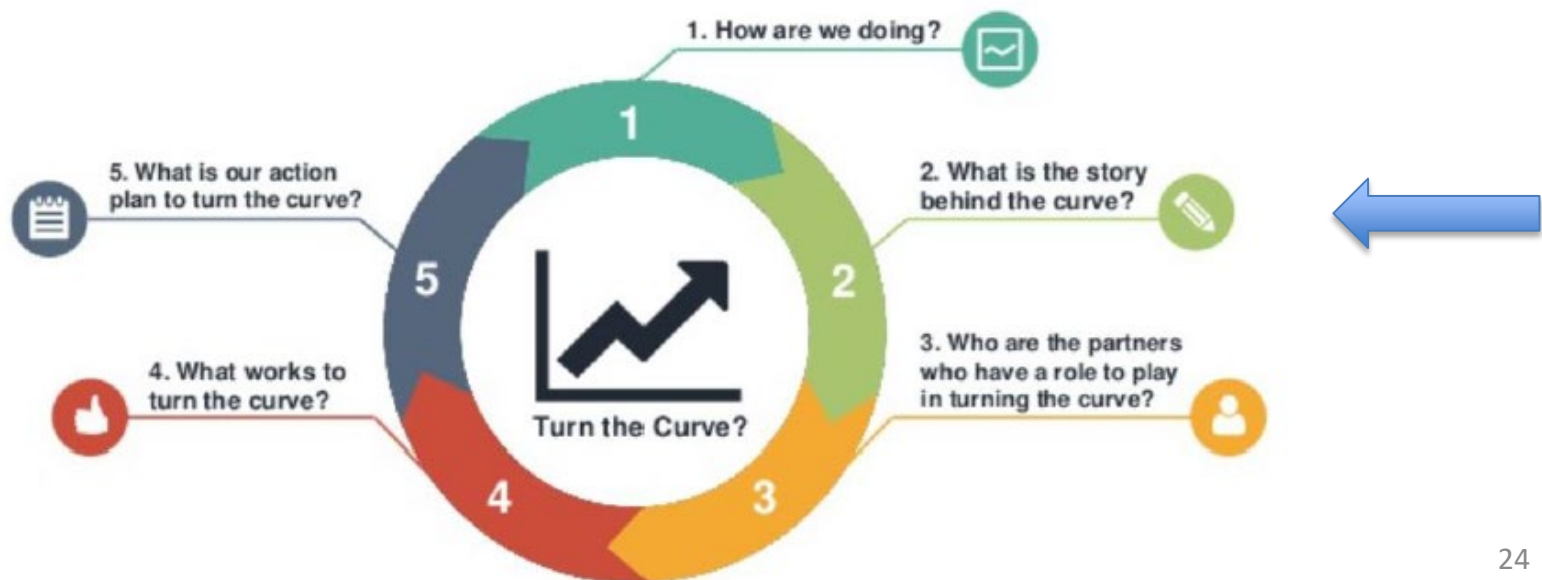 1. How are we doing?
1
5. What is our action
plan to turn the curve?
2. What is the story
behind the curve?
5
2
4. What works to
turn the curve?
3. Who are the partners
who have a role to play
in turning the curve?
Turn the Curve?
4
3
24